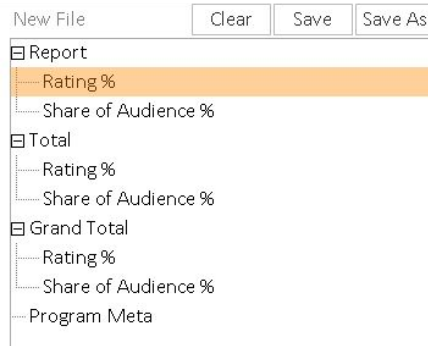 New File Clear Save Save As
Report
Rating %
Share of Audience %
Total
Rating %
Share of Audience %
Grand Total
Rating %
Share of Audience %
Program Meta